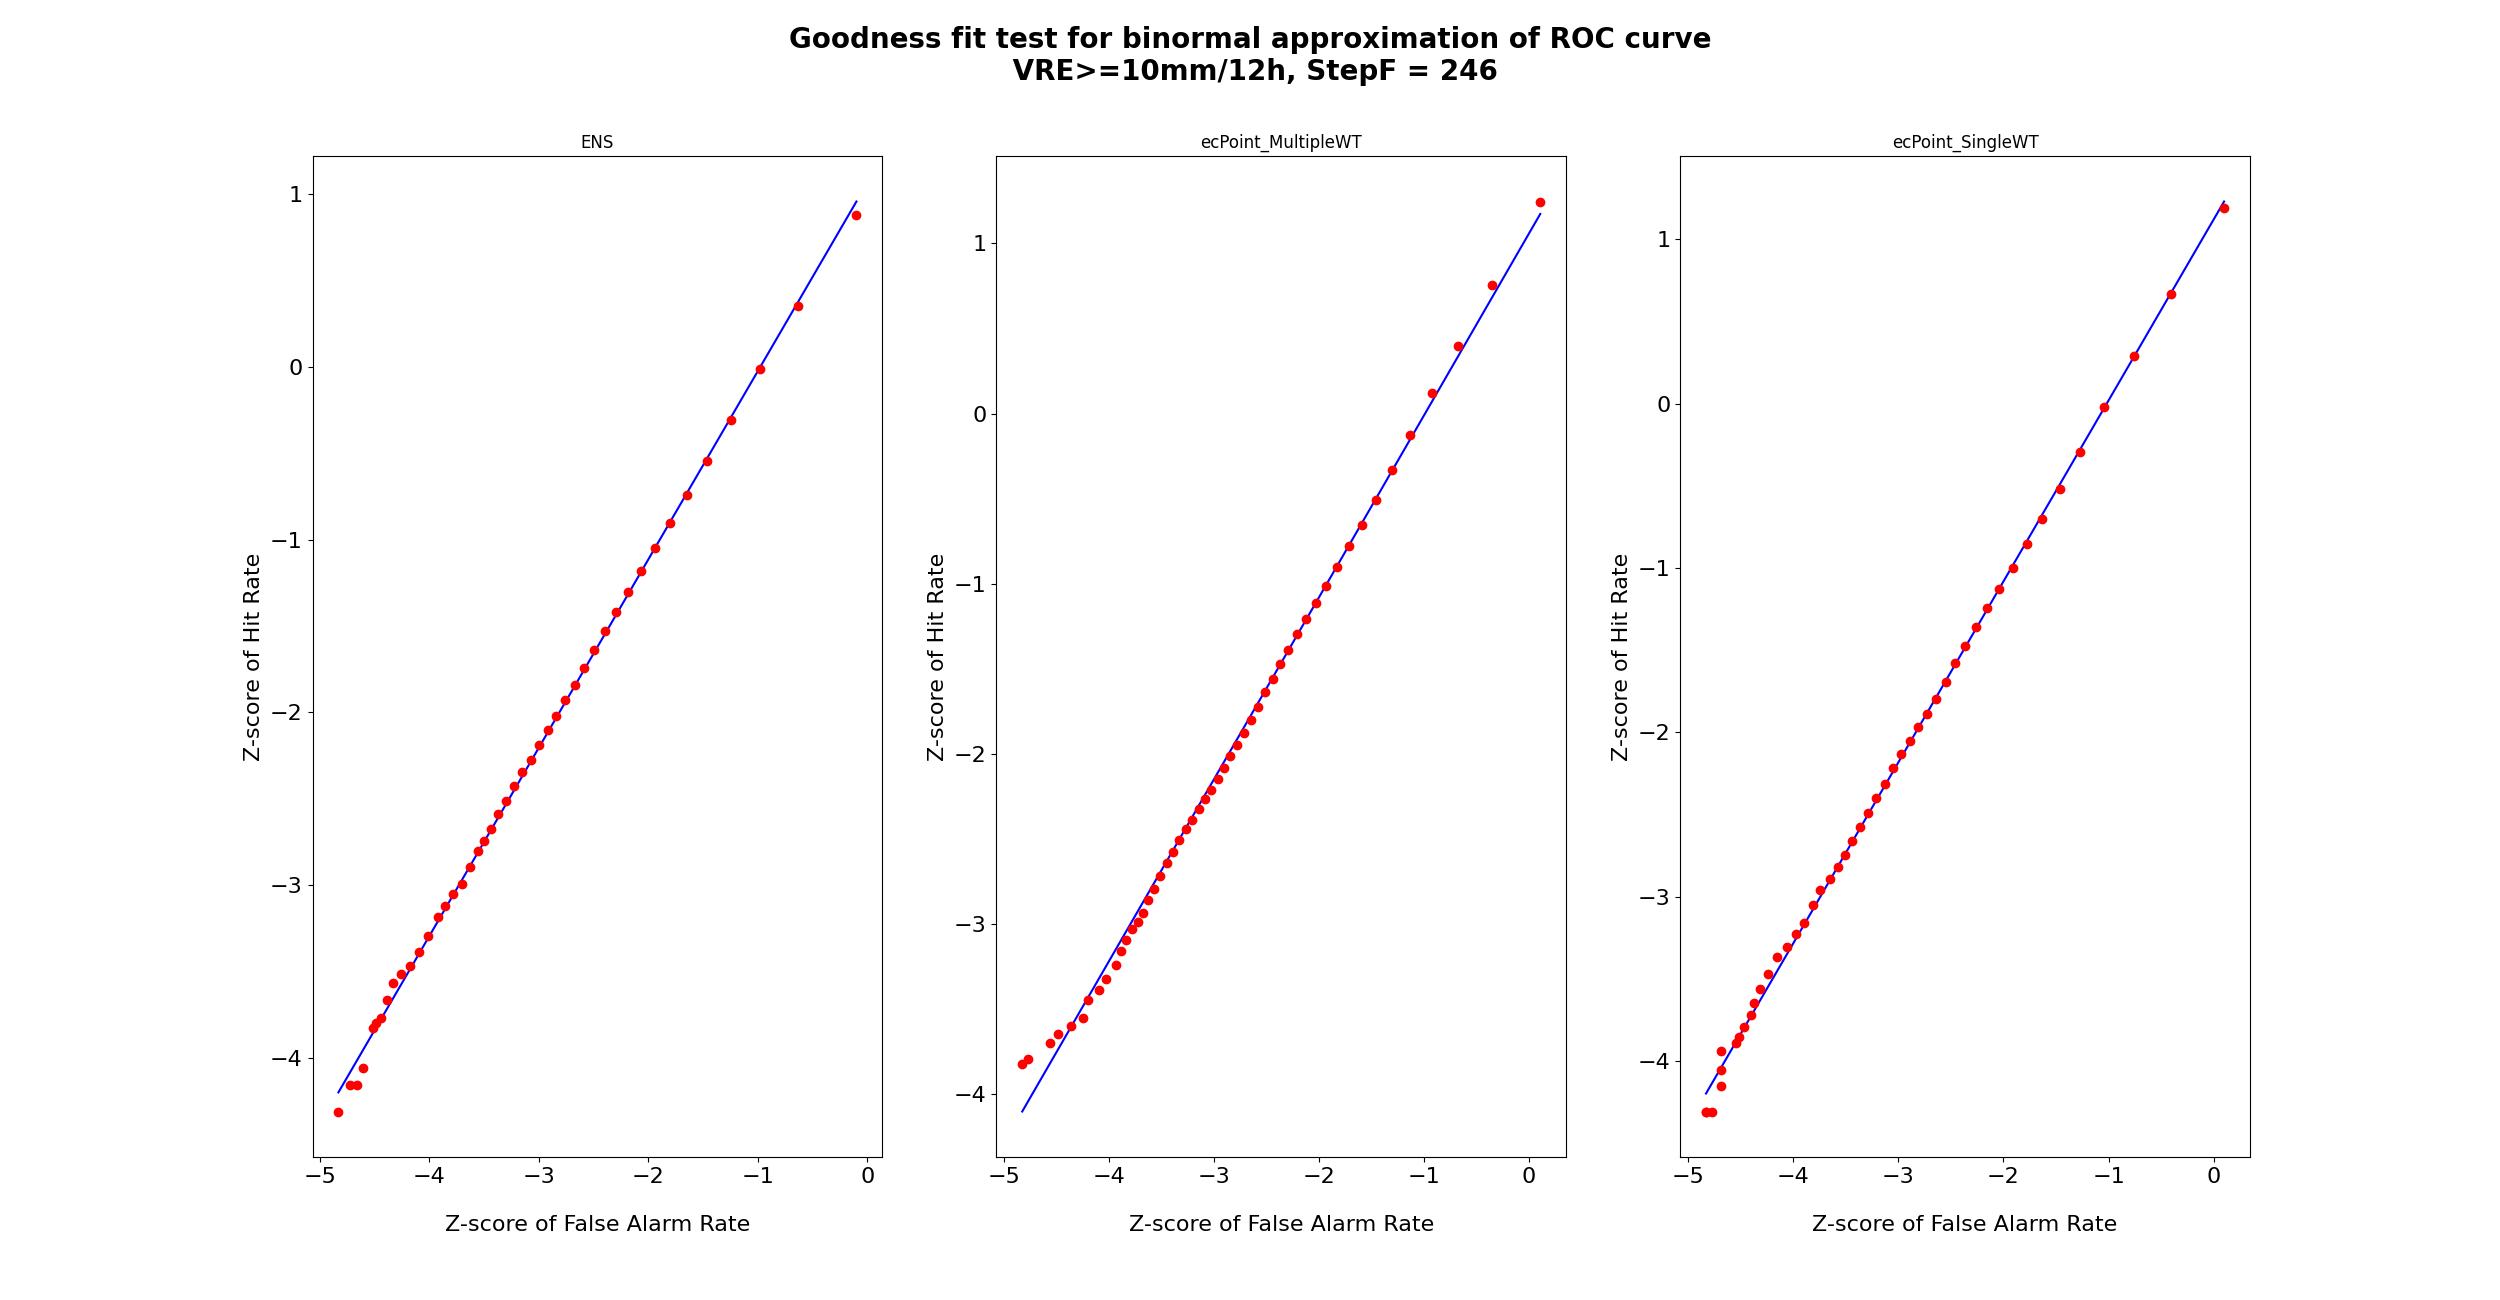 Goodness fit test for binormal approximation of ROC curve
VRE>=10mm/12h, StepF = 246
ENS
1
0
−1
−2
−3
−4
Z-score of Hit Rate
−5 −4 −3 −2 −1 0
Z-score of False Alarm Rate
ecPoint_MultipleWT
1
0
−1
−2
−3
−4
Z-score of Hit Rate
−5 −4 −3 −2 −1 0
Z-score of False Alarm Rate
ecPoint_SingleWT
1
0
−1
−2
−3
−4
Z-score of Hit Rate
−5 −4 −3 −2 −1 0
Z-score of False Alarm Rate